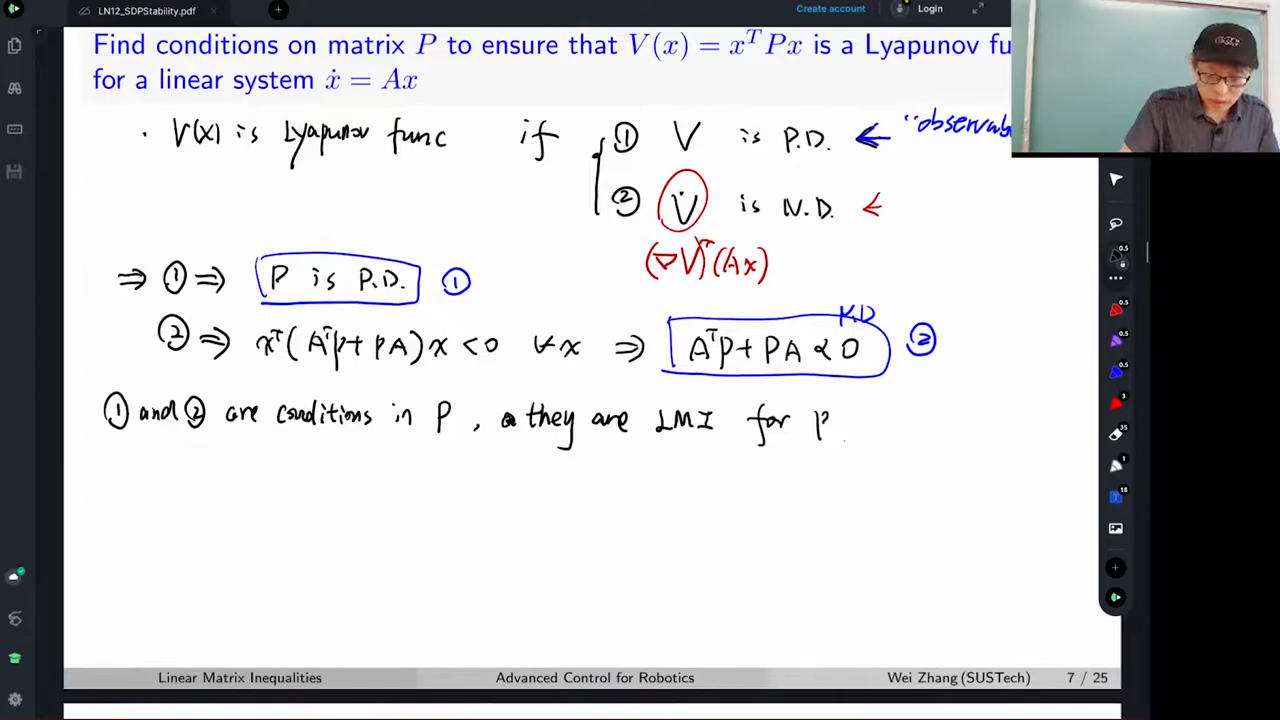 LN12_SDPStability.pdf
Create account
Login
Find conditions on matrix P to ensure that V(x) = x^T Px is a Lyapunov fu
for a linear system ẋ = Ax
· V(x) is Lyapunov func if ① V is P.D. ← "observab
② V̇ is N.D. ←
(∇V)^T(Ax)
⇒ ① ⇒ P is P.D. ①
② ⇒ x^T(A^TP+PA)x<0 ∀x ⇒ A^TP+PA ≺ 0 ②
① and ② are conditions in P, they are LMI for P
Linear Matrix Inequalities
Advanced Control for Robotics
Wei Zhang (SUSTech)
7 / 25